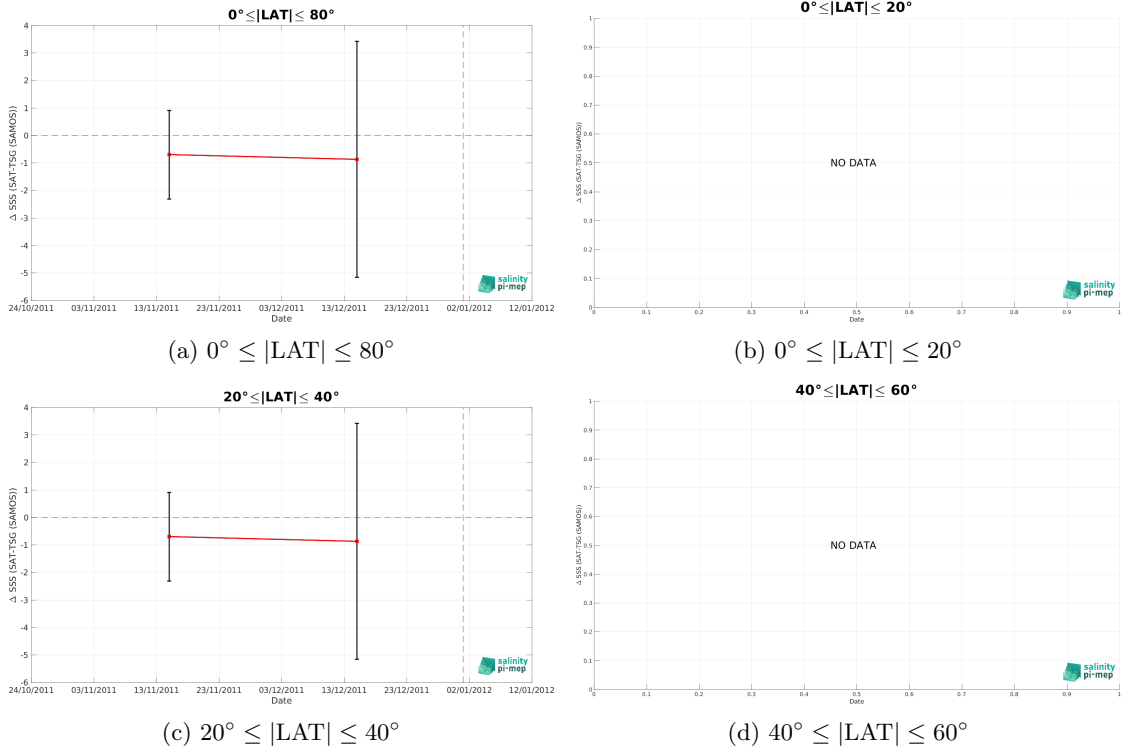 0°≤|LAT|≤ 80°
4
3
2
1
0
-1
-2
-3
-4
-5
-6
Δ SSS (SAT-TSG (SAMOS))
24/10/2011 03/11/2011 13/11/2011 23/11/2011 03/12/2011 13/12/2011 23/12/2011 02/01/2012 12/01/2012
Date
salinity
pi-mep
(a) 0° ≤ |LAT| ≤ 80°
0°≤|LAT|≤ 20°
1
0.9
0.8
0.7
0.6
0.5
0.4
0.3
0.2
0.1
0
Δ SSS (SAT-TSG (SAMOS))
NO DATA
0 0.1 0.2 0.3 0.4 0.5 0.6 0.7 0.8 0.9 1
Date
salinity
pi-mep
(b) 0° ≤ |LAT| ≤ 20°
20°≤|LAT|≤ 40°
4
3
2
1
0
-1
-2
-3
-4
-5
-6
Δ SSS (SAT-TSG (SAMOS))
24/10/2011 03/11/2011 13/11/2011 23/11/2011 03/12/2011 13/12/2011 23/12/2011 02/01/2012 12/01/2012
Date
salinity
pi-mep
(c) 20° ≤ |LAT| ≤ 40°
40°≤|LAT|≤ 60°
1
0.9
0.8
0.7
0.6
0.5
0.4
0.3
0.2
0.1
0
Δ SSS (SAT-TSG (SAMOS))
NO DATA
0 0.1 0.2 0.3 0.4 0.5 0.6 0.7 0.8 0.9 1
Date
salinity
pi-mep
(d) 40° ≤ |LAT| ≤ 60°